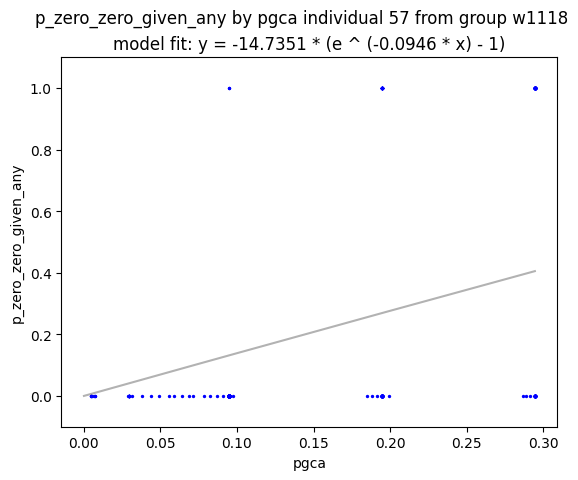 p_zero_zero_given_any by pgca individual 57 from group w1118
model fit: y = -14.7351 * (e ^ (-0.0946 * x) - 1)
1.0
0.8
0.6
0.4
0.2
0.0
p_zero_zero_given_any
0.00 0.05 0.10 0.15 0.20 0.25 0.30
pgca